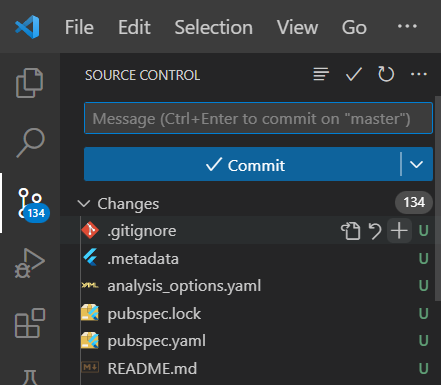 File Edit Selection View Go ···
SOURCE CONTROL
Message (Ctrl+Enter to commit on "master")
Commit
134
Changes 134
.gitignore U
.metadata U
analysis_options.yaml U
pubspec.lock U
pubspec.yaml U
README.md U